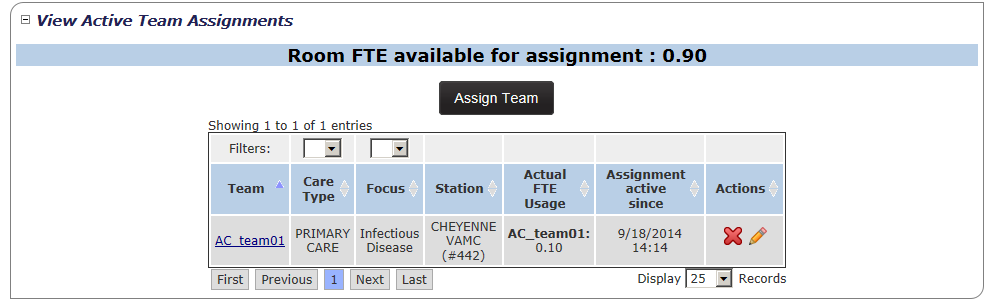 View Active Team Assignments
Room FTE available for assignment : 0.90
Assign Team
Showing 1 to 1 of 1 entries
Filters:
Team Care Type Focus Station Actual FTE Usage Assignment active since Actions
AC_team01 PRIMARY CARE Infectious Disease CHEYENNE VAMC (#442) AC_team01: 0.10 9/18/2014 14:14
First Previous 1 Next Last Display 25 Records